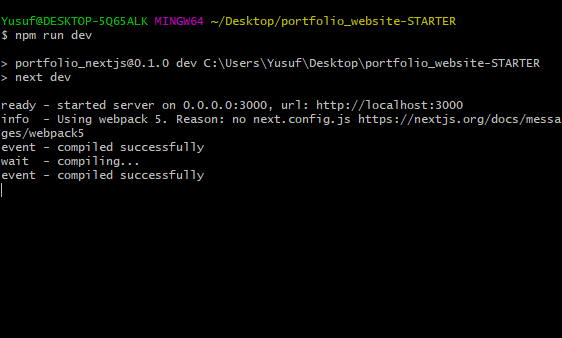 Yusuf@DESKTOP-5Q65ALK MINGW64 ~/Desktop/portfolio_website-STARTER
$ npm run dev
> portfolio_nextjs@0.1.0 dev C:\Users\Yusuf\Desktop\portfolio_website-STARTER
> next dev
ready - started server on 0.0.0.0:3000, url: http://localhost:3000
info  - Using webpack 5. Reason: no next.config.js https://nextjs.org/docs/messa
ges/webpack5
event - compiled successfully
wait  - compiling...
event - compiled successfully